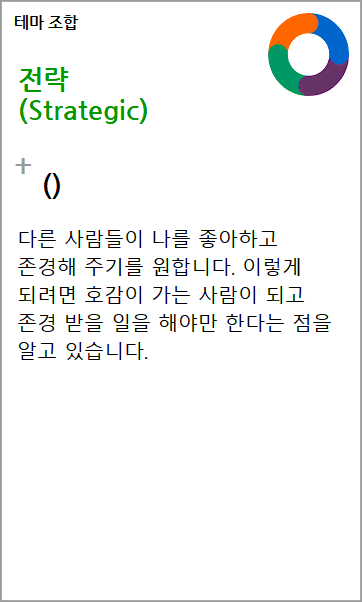 테마 조합
전략
(Strategic)
+
()
다른 사람들이 나를 좋아하고
존경해 주기를 원합니다. 이렇게
되려면 호감이 가는 사람이 되고
존경 받을 일을 해야만 한다는 점을
알고 있습니다.